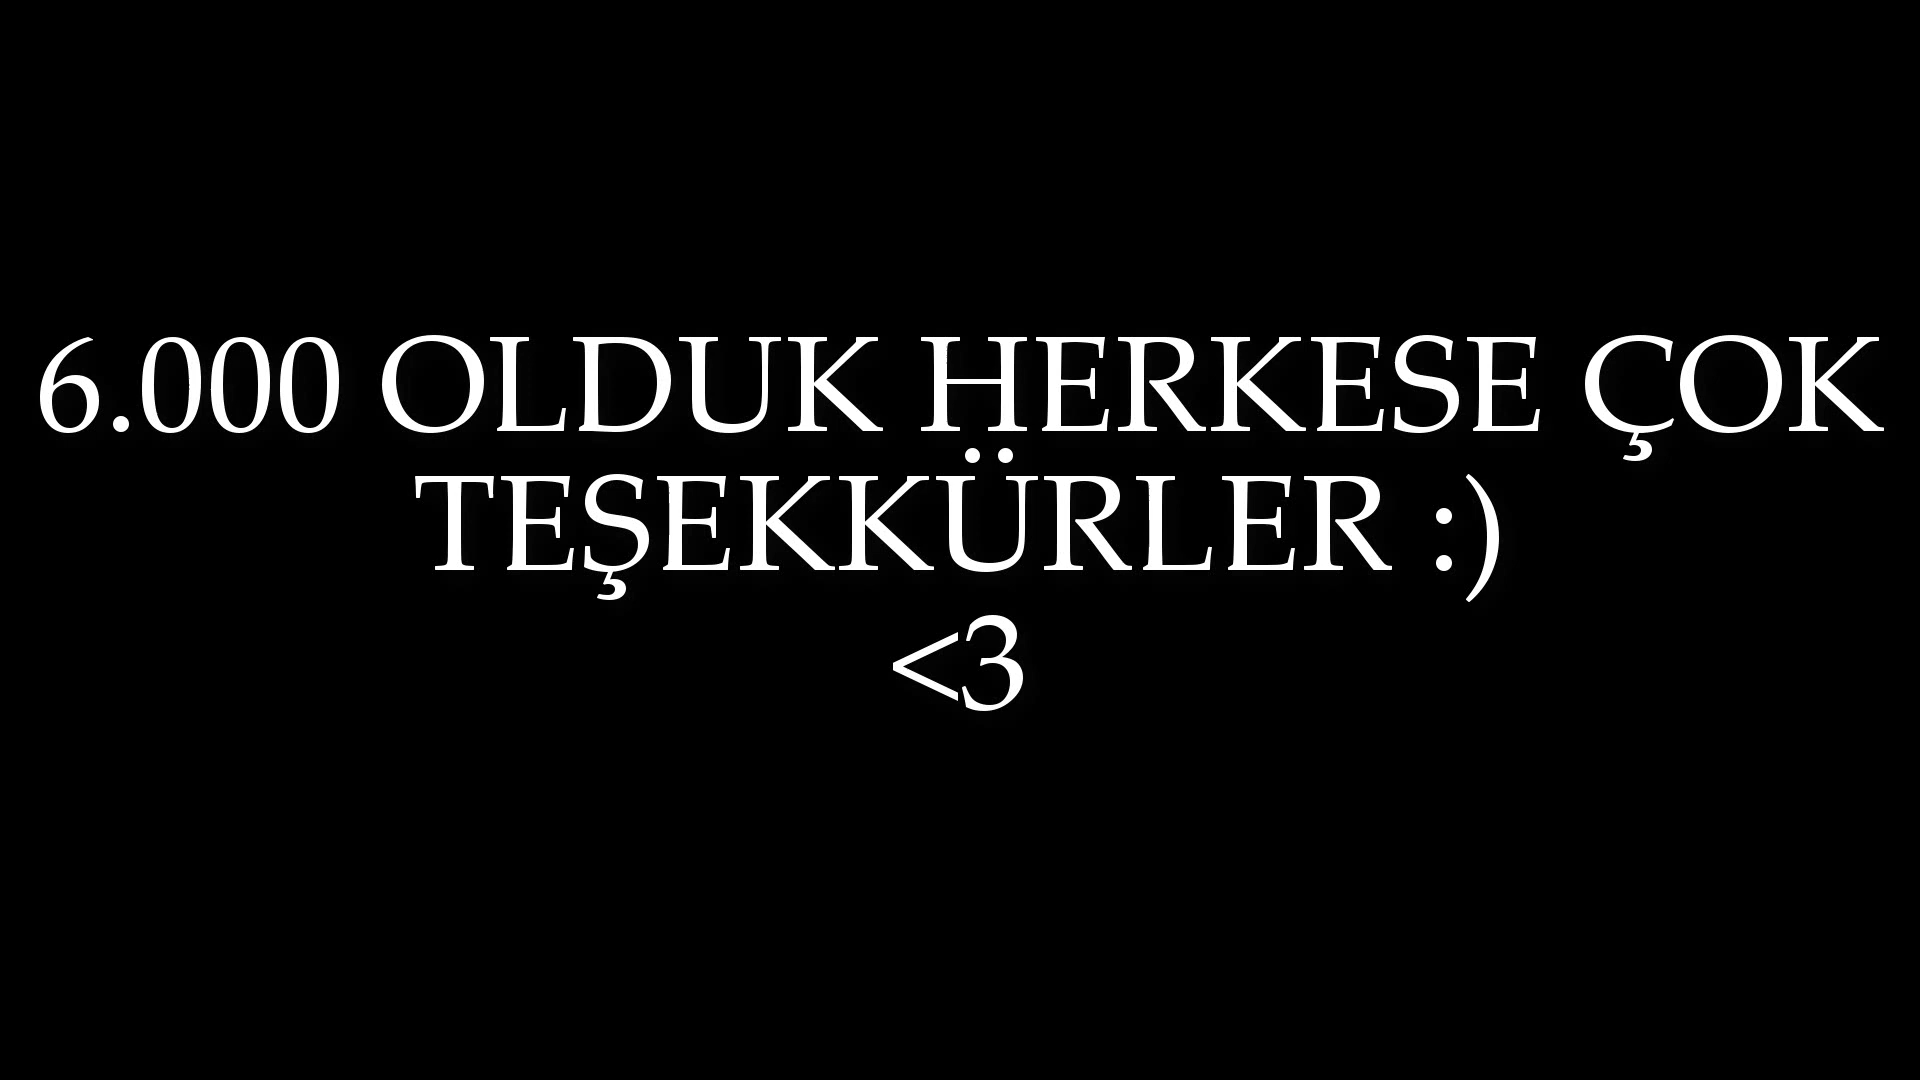 6.000 OLDUK HERKESE ÇOK
TEŞEKKÜRLER :)
<3